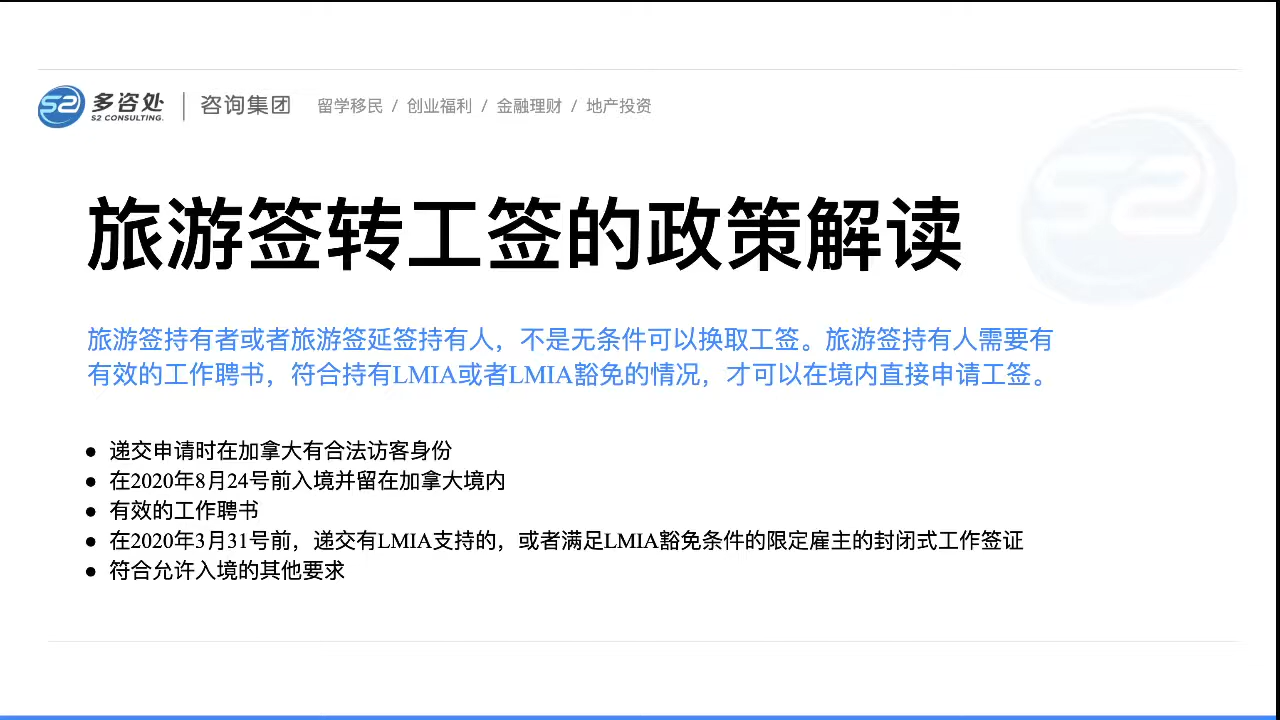 S2 多咨处 咨询集团 留学移民 / 创业福利 / 金融理财 / 地产投资
S2 CONSULTING.
旅游签转工签的政策解读
旅游签持有者或者旅游签延签持有人，不是无条件可以换取工签。旅游签持有人需要有
有效的工作聘书，符合持有LMIA或者LMIA豁免的情况，才可以在境内直接申请工签。
● 递交申请时在加拿大有合法访客身份
● 在2020年8月24号前入境并留在加拿大境内
● 有效的工作聘书
● 在2020年3月31号前，递交有LMIA支持的，或者满足LMIA豁免条件的限定雇主的封闭式工作签证
● 符合允许入境的其他要求